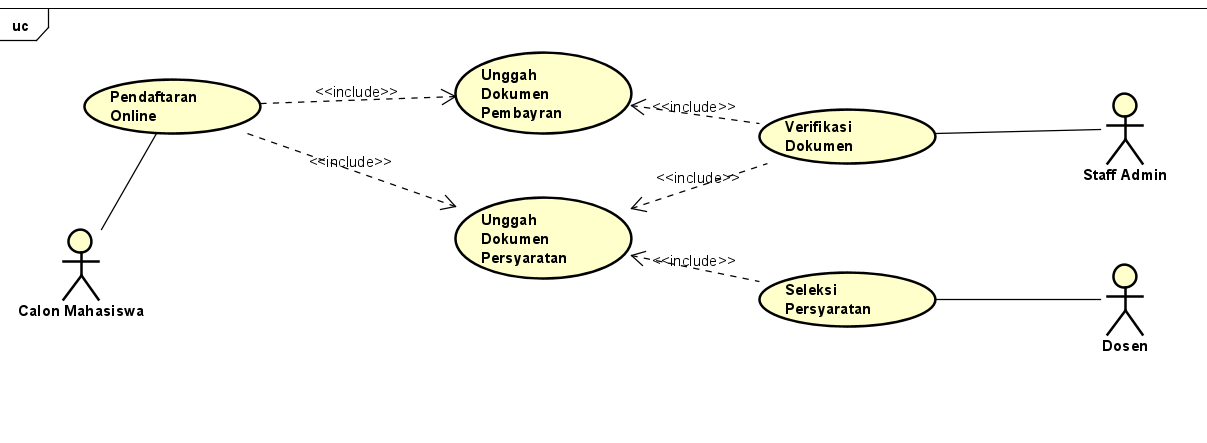 uc
Pendaftaran
Online
<<include>>
Unggah
Dokumen
Pembayran
<<include>>
Verifikasi
Dokumen
Staff Admin
<<include>>
<<include>>
Unggah
Dokumen
Persyaratan
<<include>>
Seleksi
Persyaratan
Calon Mahasiswa
Dosen